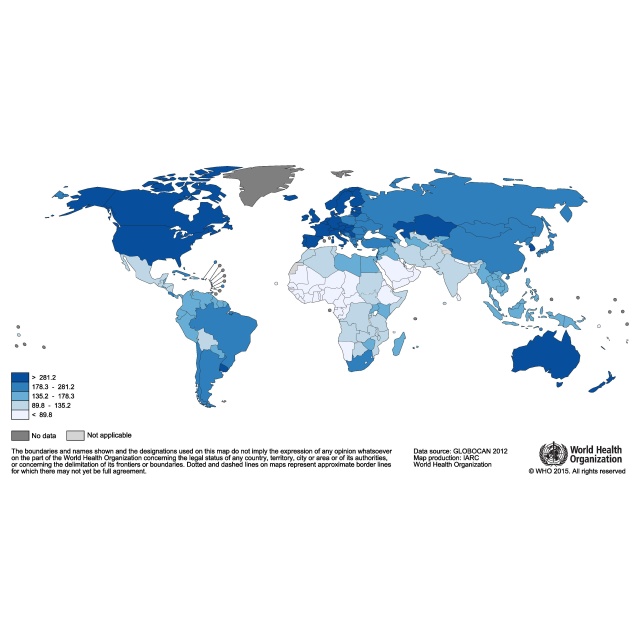 > 281.2
178.3 - 281.2
135.2 - 178.3
89.8 - 135.2
< 89.8
No data
Not applicable
The boundaries and names shown and the designations used on this map do not imply the expression of any opinion whatsoever
on the part of the World Health Organization concerning the legal status of any country, territory, city or area or of its authorities,
or concerning the delimitation of its frontiers or boundaries. Dotted and dashed lines on maps represent approximate border lines
for which there may not yet be full agreement.
Data source: GLOBOCAN 2012
Map production: IARC
World Health Organization
World Health
Organization
© WHO 2015. All rights reserved